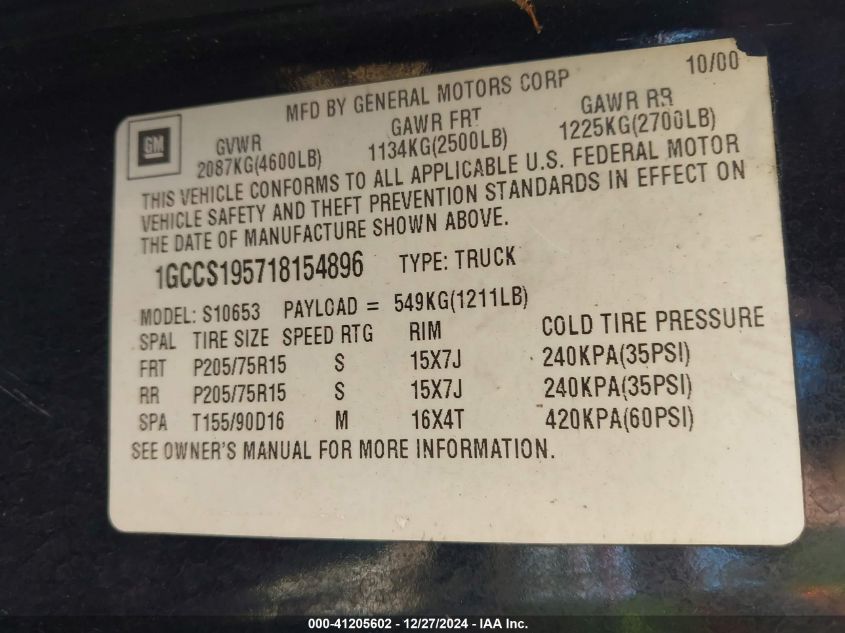 MFD BY GENERAL MOTORS CORP 10/00
GM
GVWR GAWR FRT GAWR RR
2087KG(4600LB) 1134KG(2500LB) 1225KG(2700LB)
THIS VEHICLE CONFORMS TO ALL APPLICABLE U.S. FEDERAL MOTOR
VEHICLE SAFETY AND THEFT PREVENTION STANDARDS IN EFFECT ON
THE DATE OF MANUFACTURE SHOWN ABOVE.
1GCCS195718154896 TYPE: TRUCK
MODEL: S10653 PAYLOAD = 549KG(1211LB)
SPAL TIRE SIZE SPEED RTG RIM COLD TIRE PRESSURE
FRT P205/75R15 S 15X7J 240KPA(35PSI)
RR P205/75R15 S 15X7J 240KPA(35PSI)
SPA T155/90D16 M 16X4T 420KPA(60PSI)
SEE OWNER'S MANUAL FOR MORE INFORMATION.
000-41205602 - 12/27/2024 - IAA Inc.